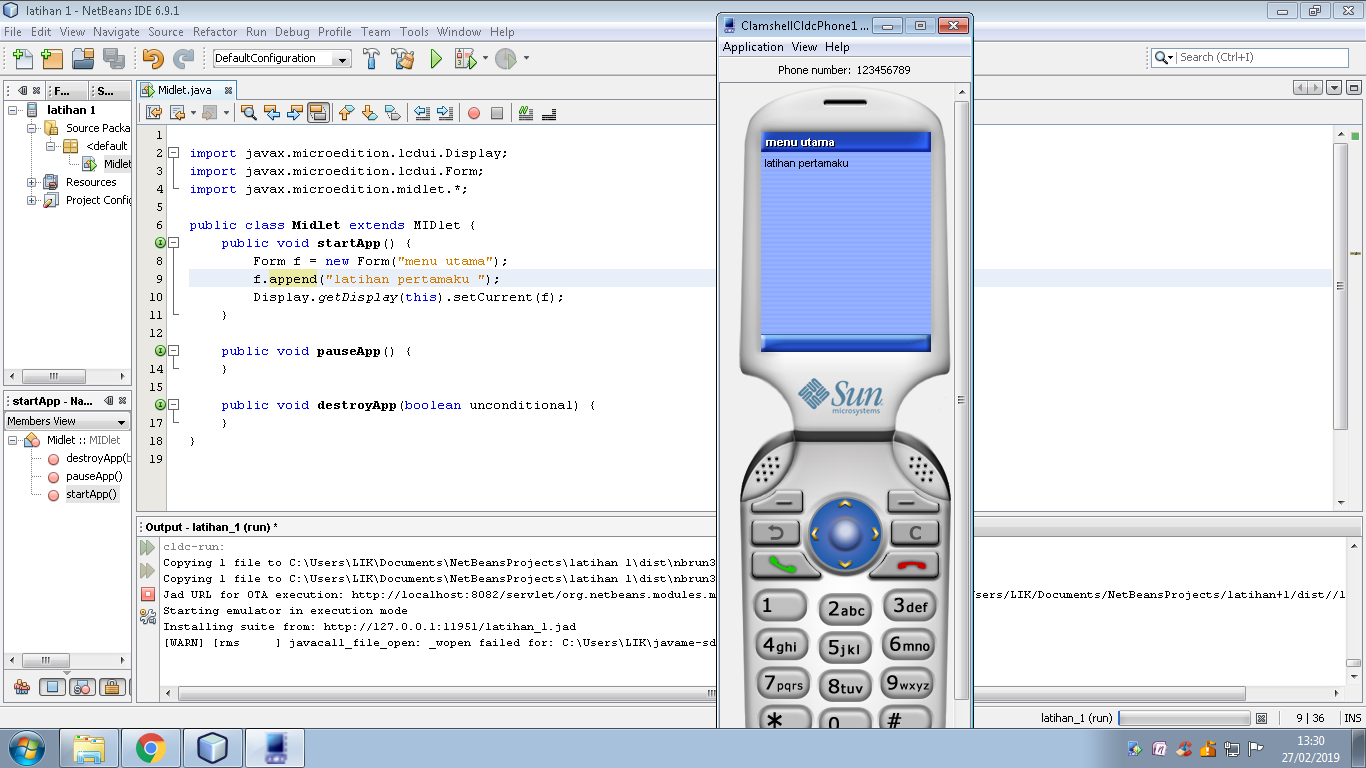 latihan 1 - NetBeans IDE 6.9.1
File Edit View Navigate Source Refactor Run Debug Profile Team Tools Window Help
DefaultConfiguration
Search (Ctrl+I)
F...
S...
latihan 1
Source Packa
<default
Midlet
Resources
Project Config
Midlet.java
1
2 import javax.microedition.lcdui.Display;
3 import javax.microedition.lcdui.Form;
4 import javax.microedition.midlet.*;
5
6 public class Midlet extends MIDlet {
public void startApp() {
8 Form f = new Form("menu utama");
9 f.append("latihan pertamaku ");
10 Display.getDisplay(this).setCurrent(f);
11 }
12
public void pauseApp() {
14 }
15
public void destroyApp(boolean unconditional) {
17 }
18 }
19
startApp - Na...
Members View
Midlet :: MIDlet
destroyApp(b
pauseApp()
startApp()
Output - latihan_1 (run) *
cldc-run:
Copying 1 file to C:\Users\LIK\Documents\NetBeansProjects\latihan 1\dist\nbrun3
Copying 1 file to C:\Users\LIK\Documents\NetBeansProjects\latihan 1\dist\nbrun3
Jad URL for OTA execution: http://localhost:8082/servlet/org.netbeans.modules.m
sers/LIK/Documents/NetBeansProjects/latihan+1/dist//l
Starting emulator in execution mode
Installing suite from: http://127.0.0.1:11951/latihan_1.jad
[WARN] [rms     ] javacall_file_open: _wopen failed for: C:\Users\LIK\javame-sd
ClamshellCldcPhone1 ...
Application View Help
Phone number: 123456789
menu utama
latihan pertamaku
Sun
microsystems
C
1 2abc 3def
4ghi 5jkl 6mno
7pqrs 8tuv 9wxyz
* 0 #
latihan_1 (run)
9 | 36
INS
13:30
27/02/2019